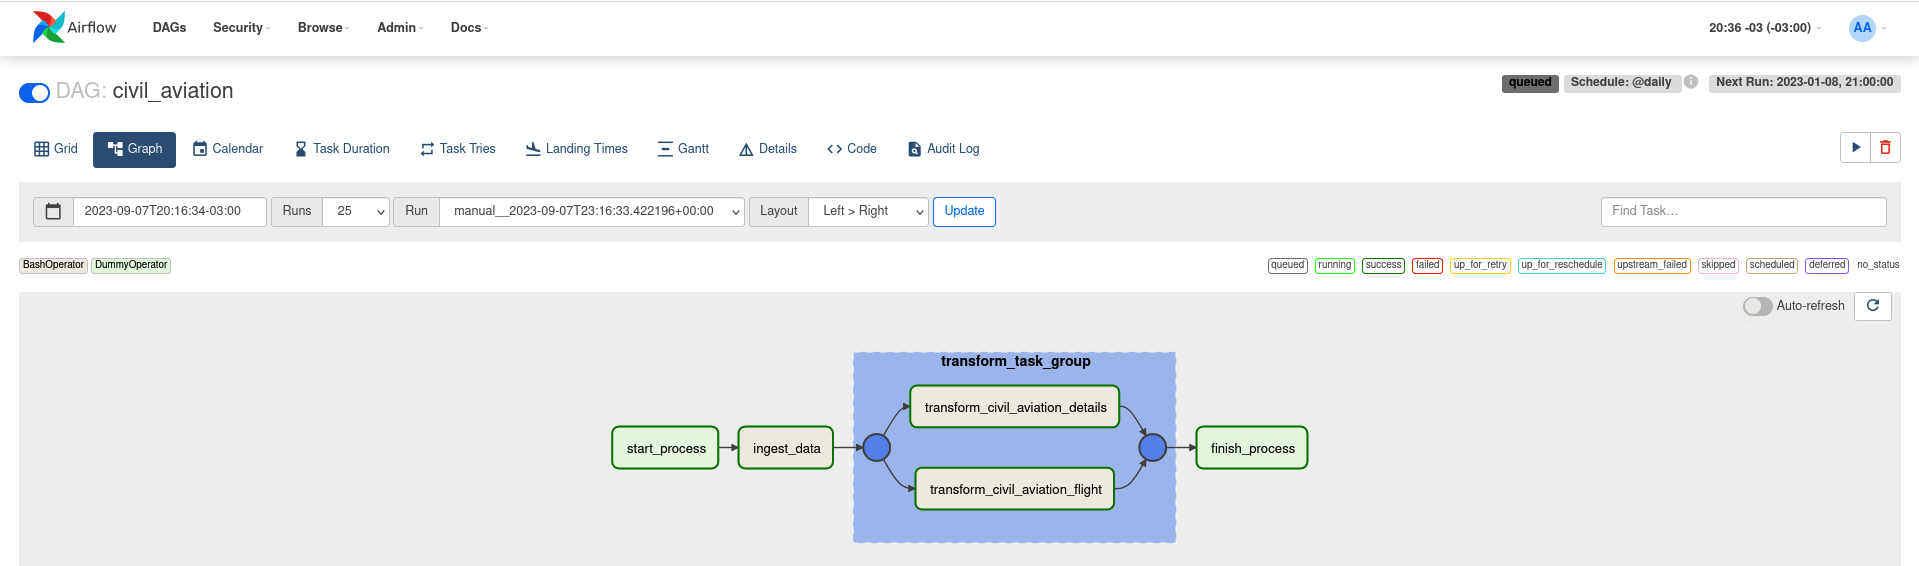 Airflow DAGs Security Browse Admin Docs 20:36 -03 (-03:00) AA
DAG: civil_aviation queued Schedule: @daily i Next Run: 2023-01-08, 21:00:00
Grid Graph Calendar Task Duration Task Tries Landing Times Gantt Details Code Audit Log
2023-09-07T20:16:34-03:00 Runs 25 Run manual__2023-09-07T23:16:33.422196+00:00 Layout Left > Right Update Find Task...
BashOperator DummyOperator queued running success failed up_for_retry up_for_reschedule upstream_failed skipped scheduled deferred no_status
Auto-refresh
transform_task_group
transform_civil_aviation_details
start_process ingest_data finish_process
transform_civil_aviation_flight